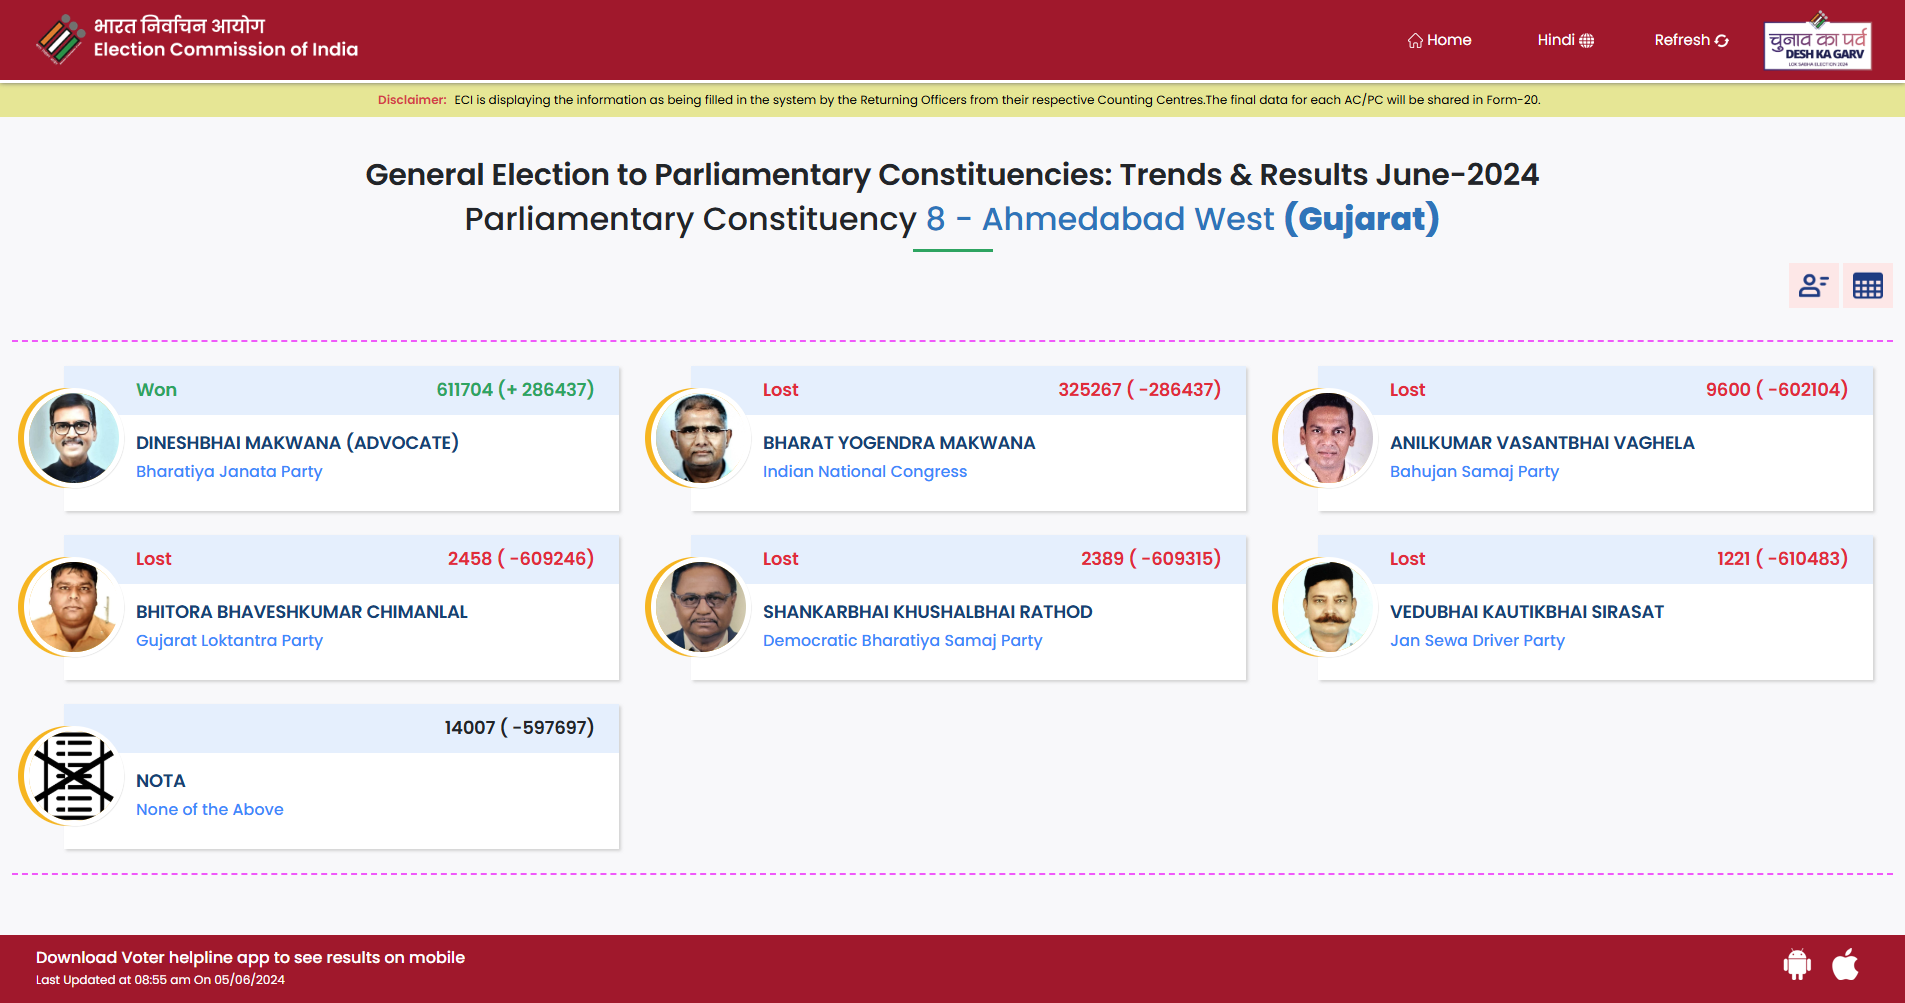 भारत निर्वाचन आयोग
Election Commission of India
Home
Hindi
Refresh
चुनाव का पर्व
DESH KA GARV
LOK SABHA ELECTION 2024
Disclaimer: ECI is displaying the information as being filled in the system by the Returning Officers from their respective Counting Centres.The final data for each AC/PC will be shared in Form-20.
General Election to Parliamentary Constituencies: Trends & Results June-2024
Parliamentary Constituency 8 - Ahmedabad West (Gujarat)
Won 611704 (+ 286437)
DINESHBHAI MAKWANA (ADVOCATE)
Bharatiya Janata Party
Lost 325267 ( -286437)
BHARAT YOGENDRA MAKWANA
Indian National Congress
Lost 9600 ( -602104)
ANILKUMAR VASANTBHAI VAGHELA
Bahujan Samaj Party
Lost 2458 ( -609246)
BHITORA BHAVESHKUMAR CHIMANLAL
Gujarat Loktantra Party
Lost 2389 ( -609315)
SHANKARBHAI KHUSHALBHAI RATHOD
Democratic Bharatiya Samaj Party
Lost 1221 ( -610483)
VEDUBHAI KAUTIKBHAI SIRASAT
Jan Sewa Driver Party
14007 ( -597697)
NOTA
None of the Above
Download Voter helpline app to see results on mobile
Last Updated at 08:55 am On 05/06/2024